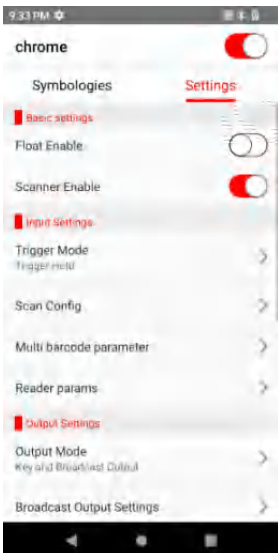 9:33 PM
chrome
Symbologies Settings
Basic settings
Float Enable
Scanner Enable
Input Settings
Trigger Mode
Trigger Hold
Scan Config
Multi barcode parameter
Reader params
Output Settings
Output Mode
Key and Broadcast Output
Broadcast Output Settings